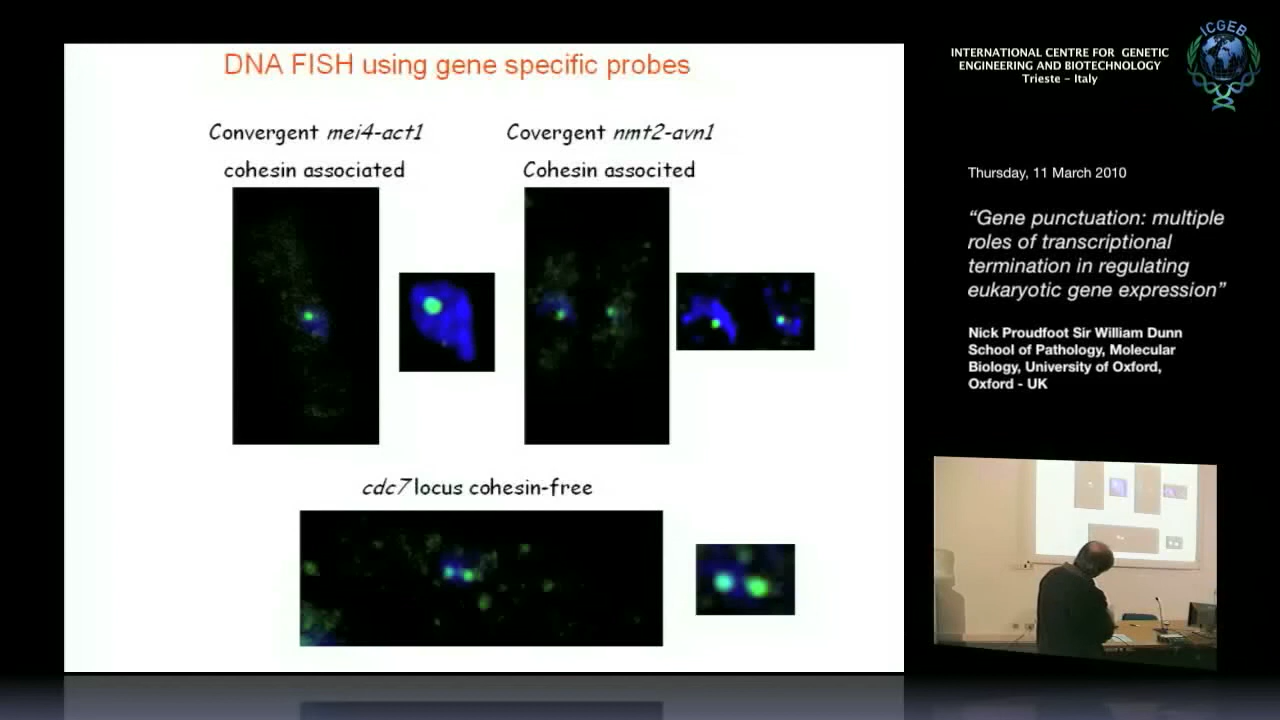 DNA FISH using gene specific probes
Convergent mei4-act1
cohesin associated
Covergent nmt2-avn1
Cohesin associted
cdc7 locus cohesin-free
ICGEB
INTERNATIONAL CENTRE FOR GENETIC
ENGINEERING AND BIOTECHNOLOGY
Trieste - Italy
Thursday, 11 March 2010
“Gene punctuation: multiple
roles of transcriptional
termination in regulating
eukaryotic gene expression”
Nick Proudfoot Sir William Dunn
School of Pathology, Molecular
Biology, University of Oxford,
Oxford - UK